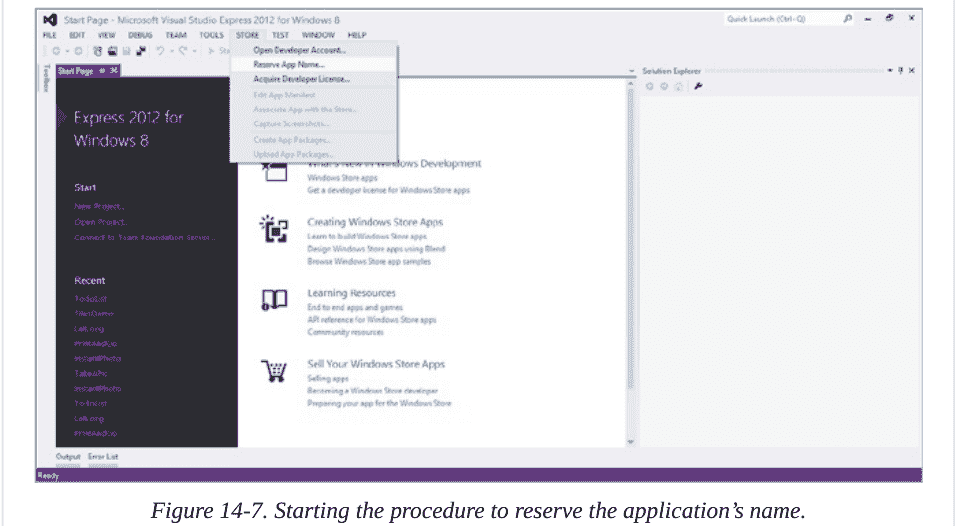 Start Page - Microsoft Visual Studio Express 2012 for Windows 8
Quick Launch (Ctrl+Q)
FILE EDIT VIEW DEBUG TEAM TOOLS STORE TEST WINDOW HELP
Open Developer Account...
Reserve App Name...
Acquire Developer License...
Edit App Manifest
Associate App with the Store...
Capture Screenshots...
Create App Packages...
Upload App Packages...
Toolbox
Start Page
Solution Explorer
Express 2012 for
Windows 8
Start
New Project...
Open Project...
Connect to Team Foundation Server...
Recent
TodoList
What's New in Windows Development
Windows Store apps
Get a developer license for Windows Store apps
Creating Windows Store Apps
Learn to build Windows Store apps
Design Windows Store apps using Blend
Browse Windows Store app samples
Learning Resources
End to end apps and games
API reference for Windows Store apps
Community resources
Sell Your Windows Store Apps
Selling apps
Becoming a Windows Store developer
Preparing your app for the Windows Store
InstantPhoto
InstantPhoto
TodoList
Output Error List
Ready
Figure 14-7. Starting the procedure to reserve the application’s name.